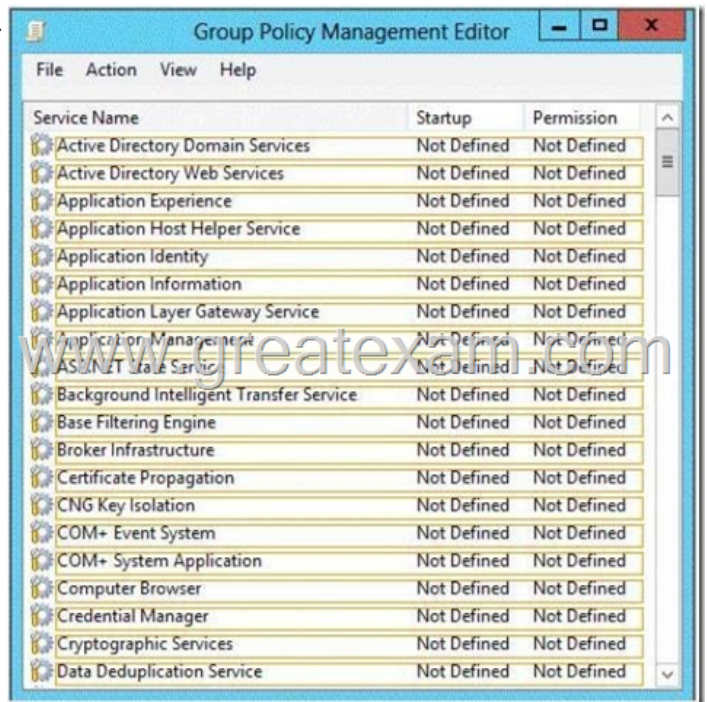 Group Policy Management Editor
File Action View Help
Service Name Startup Permission
Active Directory Domain Services Not Defined Not Defined
Active Directory Web Services Not Defined Not Defined
Application Experience Not Defined Not Defined
Application Host Helper Service Not Defined Not Defined
Application Identity Not Defined Not Defined
Application Information Not Defined Not Defined
Application Layer Gateway Service Not Defined Not Defined
Application Management Not Defined Not Defined
www.greatexam.com
ASP.NET State Service Not Defined Not Defined
Background Intelligent Transfer Service Not Defined Not Defined
Base Filtering Engine Not Defined Not Defined
Broker Infrastructure Not Defined Not Defined
Certificate Propagation Not Defined Not Defined
CNG Key Isolation Not Defined Not Defined
COM+ Event System Not Defined Not Defined
COM+ System Application Not Defined Not Defined
Computer Browser Not Defined Not Defined
Credential Manager Not Defined Not Defined
Cryptographic Services Not Defined Not Defined
Data Deduplication Service Not Defined Not Defined